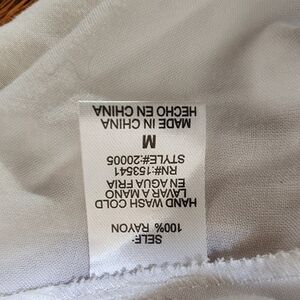 SELF:
100% RAYON
HAND WASH COLD
LAVAR A MANO
EN AGUA FRIA
RN#:153541
STYLE#:20005
M
MADE IN CHINA
HECHO EN CHINA